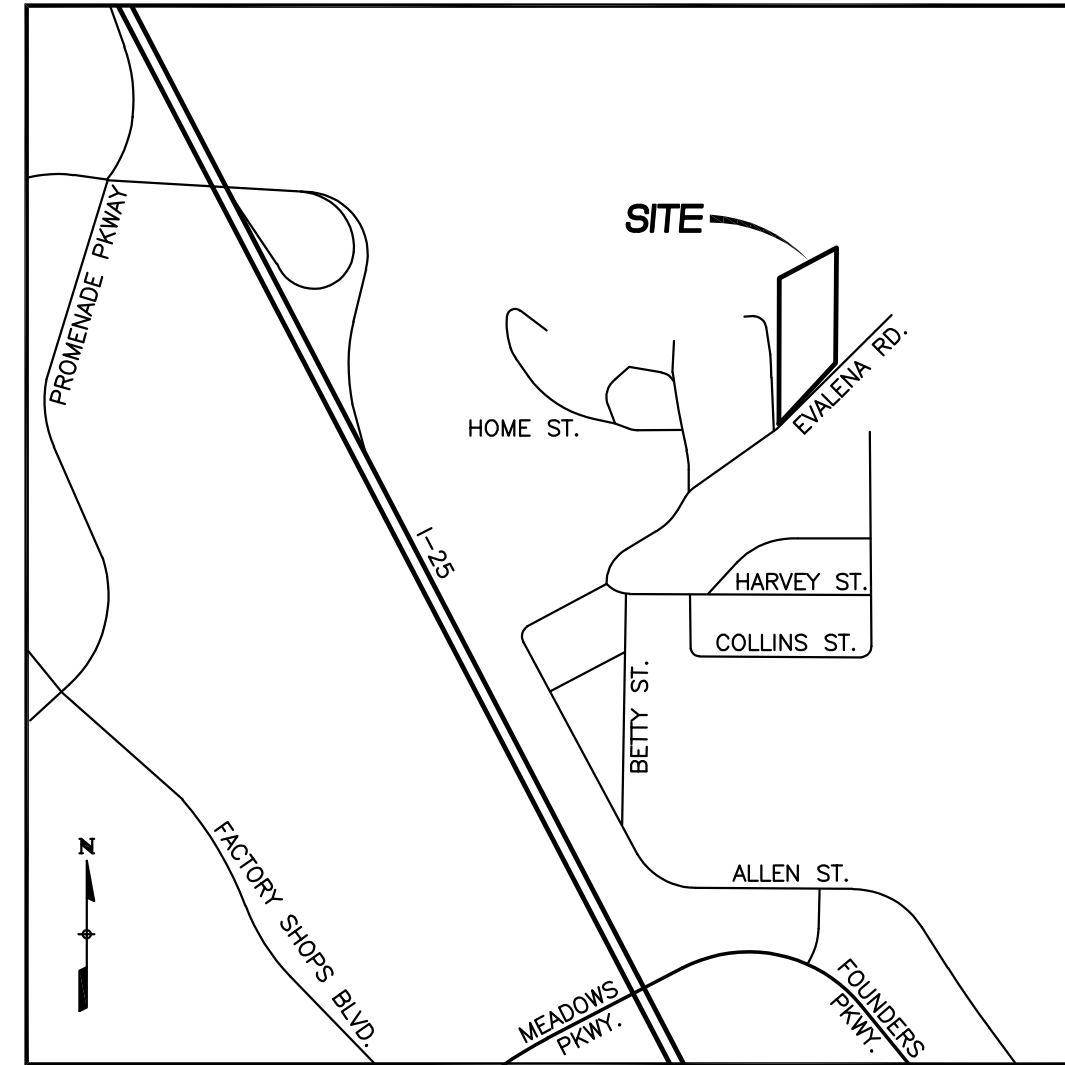 PROMENADE PKWAY
SITE
EVALENA RD.
HOME ST.
I-25
HARVEY ST.
COLLINS ST.
BETTY ST.
N
FACTORY SHOPS BLVD.
ALLEN ST.
MEADOWS
PKWY.
FOUNDERS
PKWY.